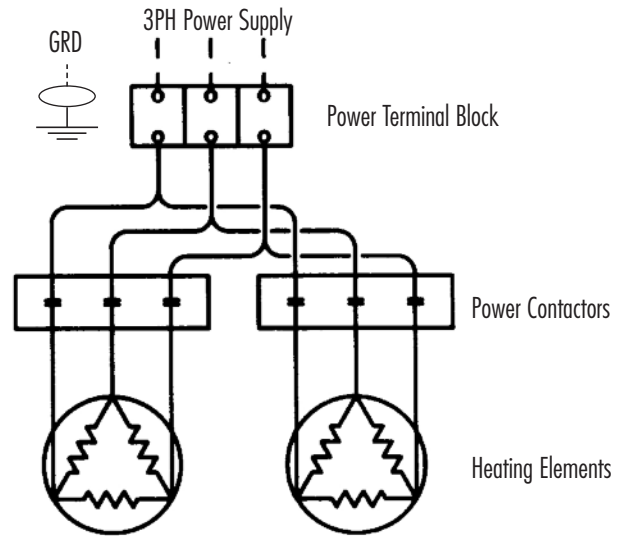 3PH Power Supply
GRD
Power Terminal Block
Power Contactors
Heating Elements